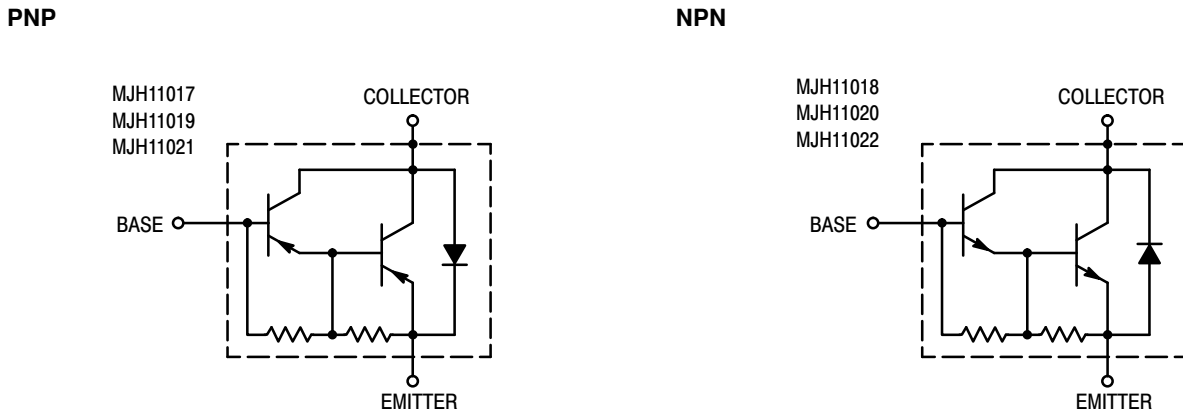 PNP
NPN
MJH11017
MJH11019
MJH11021
COLLECTOR
BASE
EMITTER
MJH11018
MJH11020
MJH11022
COLLECTOR
BASE
EMITTER